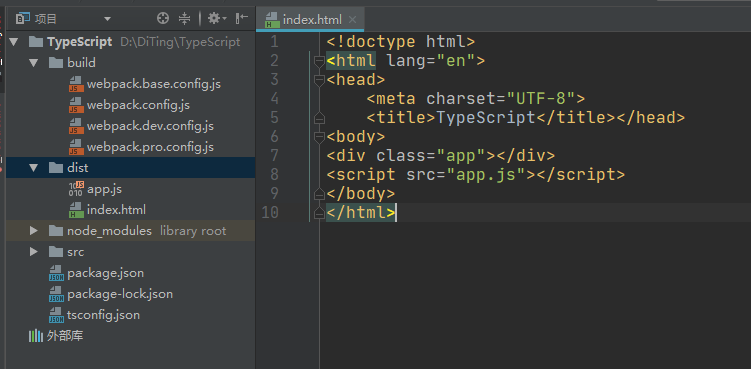 项目
TypeScript D:\DiTing\TypeScript
build
webpack.base.config.js
webpack.config.js
webpack.dev.config.js
webpack.pro.config.js
dist
app.js
index.html
node_modules library root
src
package.json
package-lock.json
tsconfig.json
外部库
index.html
1 <!doctype html>
2 <html lang="en">
3 <head>
4     <meta charset="UTF-8">
5     <title>TypeScript</title></head>
6 <body>
7 <div class="app"></div>
8 <script src="app.js"></script>
9 </body>
10 </html>